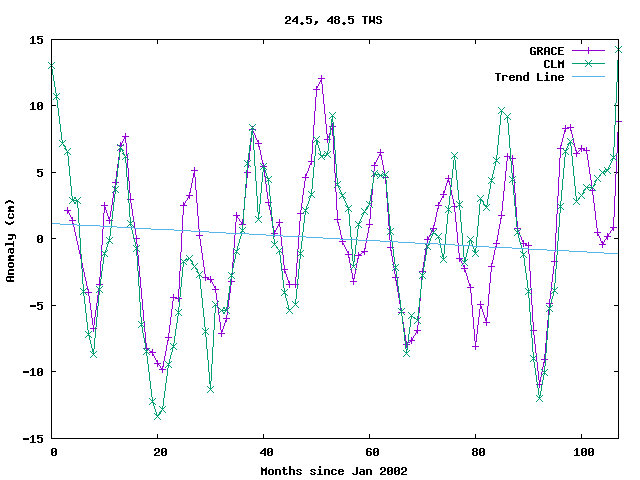 24.5, 48.5 TWS
GRACE
CLM
Trend Line
15
10
5
0
-5
-10
-15
Anomaly (cm)
0 20 40 60 80 100
Months since Jan 2002